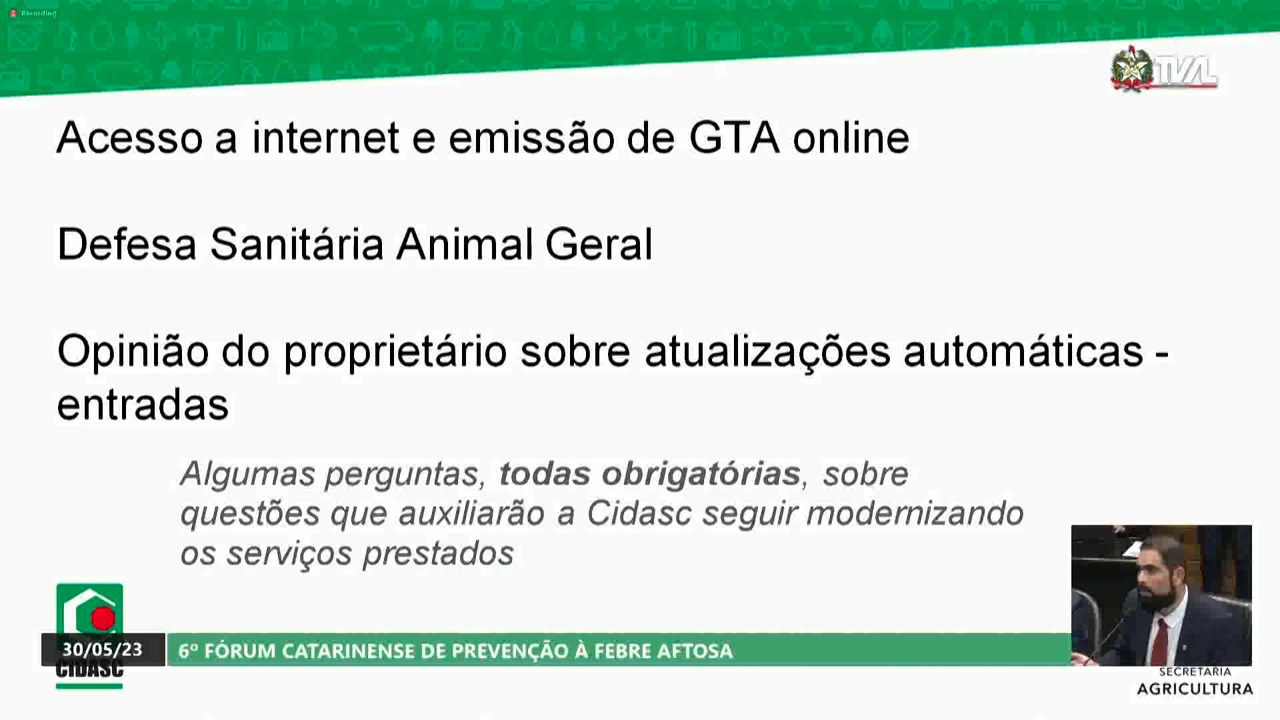 Recording
TVAL
Acesso a internet e emissão de GTA online
Defesa Sanitária Animal Geral
Opinião do proprietário sobre atualizações automáticas -
entradas
Algumas perguntas, todas obrigatórias, sobre
questões que auxiliarão a Cidasc seguir modernizando
os serviços prestados
30/05/23
6º FÓRUM CATARINENSE DE PREVENÇÃO À FEBRE AFTOSA
CIDASC
SECRETARIA
AGRICULTURA